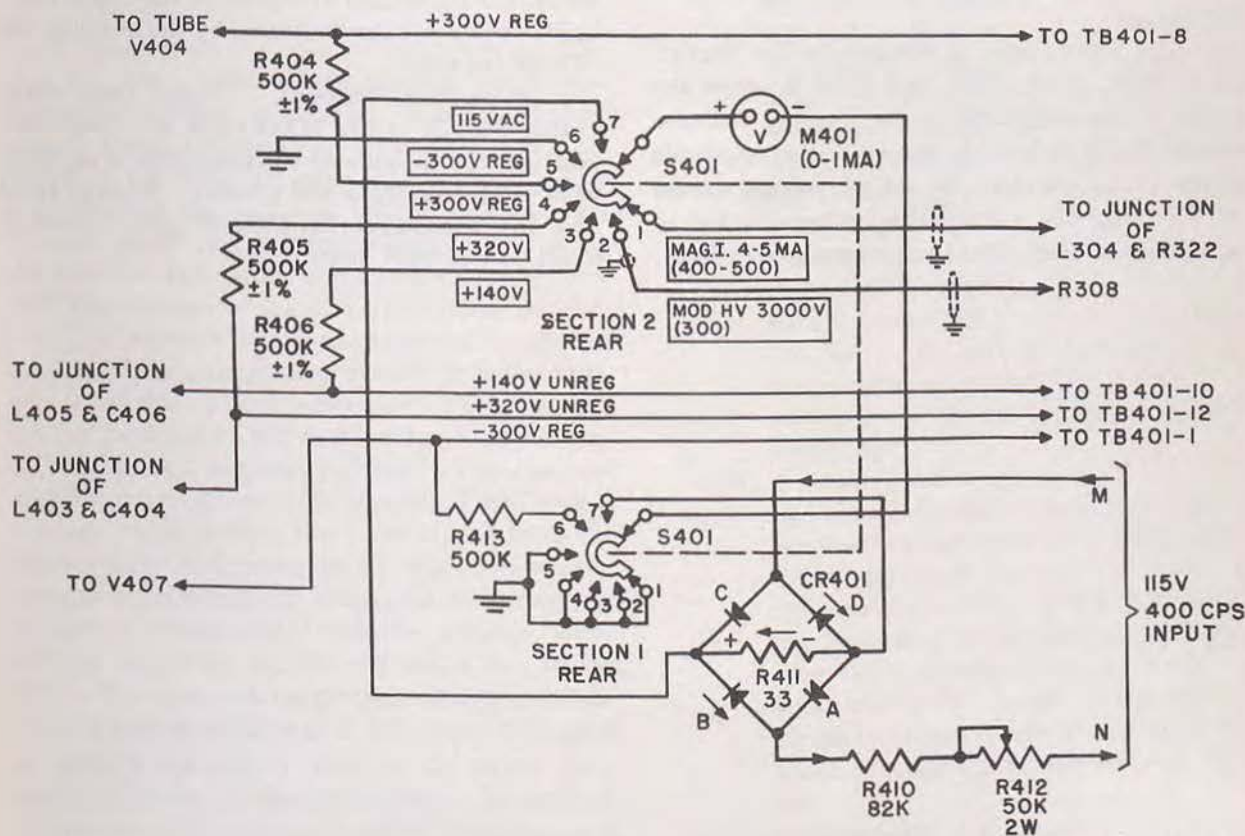 TO TUBE
V404
+300V REG
TO TB401-8
R404
500K
±1%
115 VAC
-300V REG
+300V REG
+320V
+140V
7
6
5
4
3
2
1
+
-
V
M401
(0-1MA)
S401
MAG.I. 4-5 MA
(400-500)
MOD HV 3000V
(300)
TO JUNCTION
OF
L304 & R322
R308
R405
500K
±1%
R406
500K
±1%
SECTION 2
REAR
TO JUNCTION
OF
L405 & C406
+140V UNREG
+320V UNREG
-300V REG
TO TB401-10
TO TB401-12
TO TB401-1
TO JUNCTION
OF
L403 & C404
R413
500K
7
6
5
4
3
2
1
S401
TO V407
SECTION 1
REAR
M
CR401
C
D
+
-
R411
33
B
A
115V
400 CPS
INPUT
N
R410
82K
R412
50K
2W